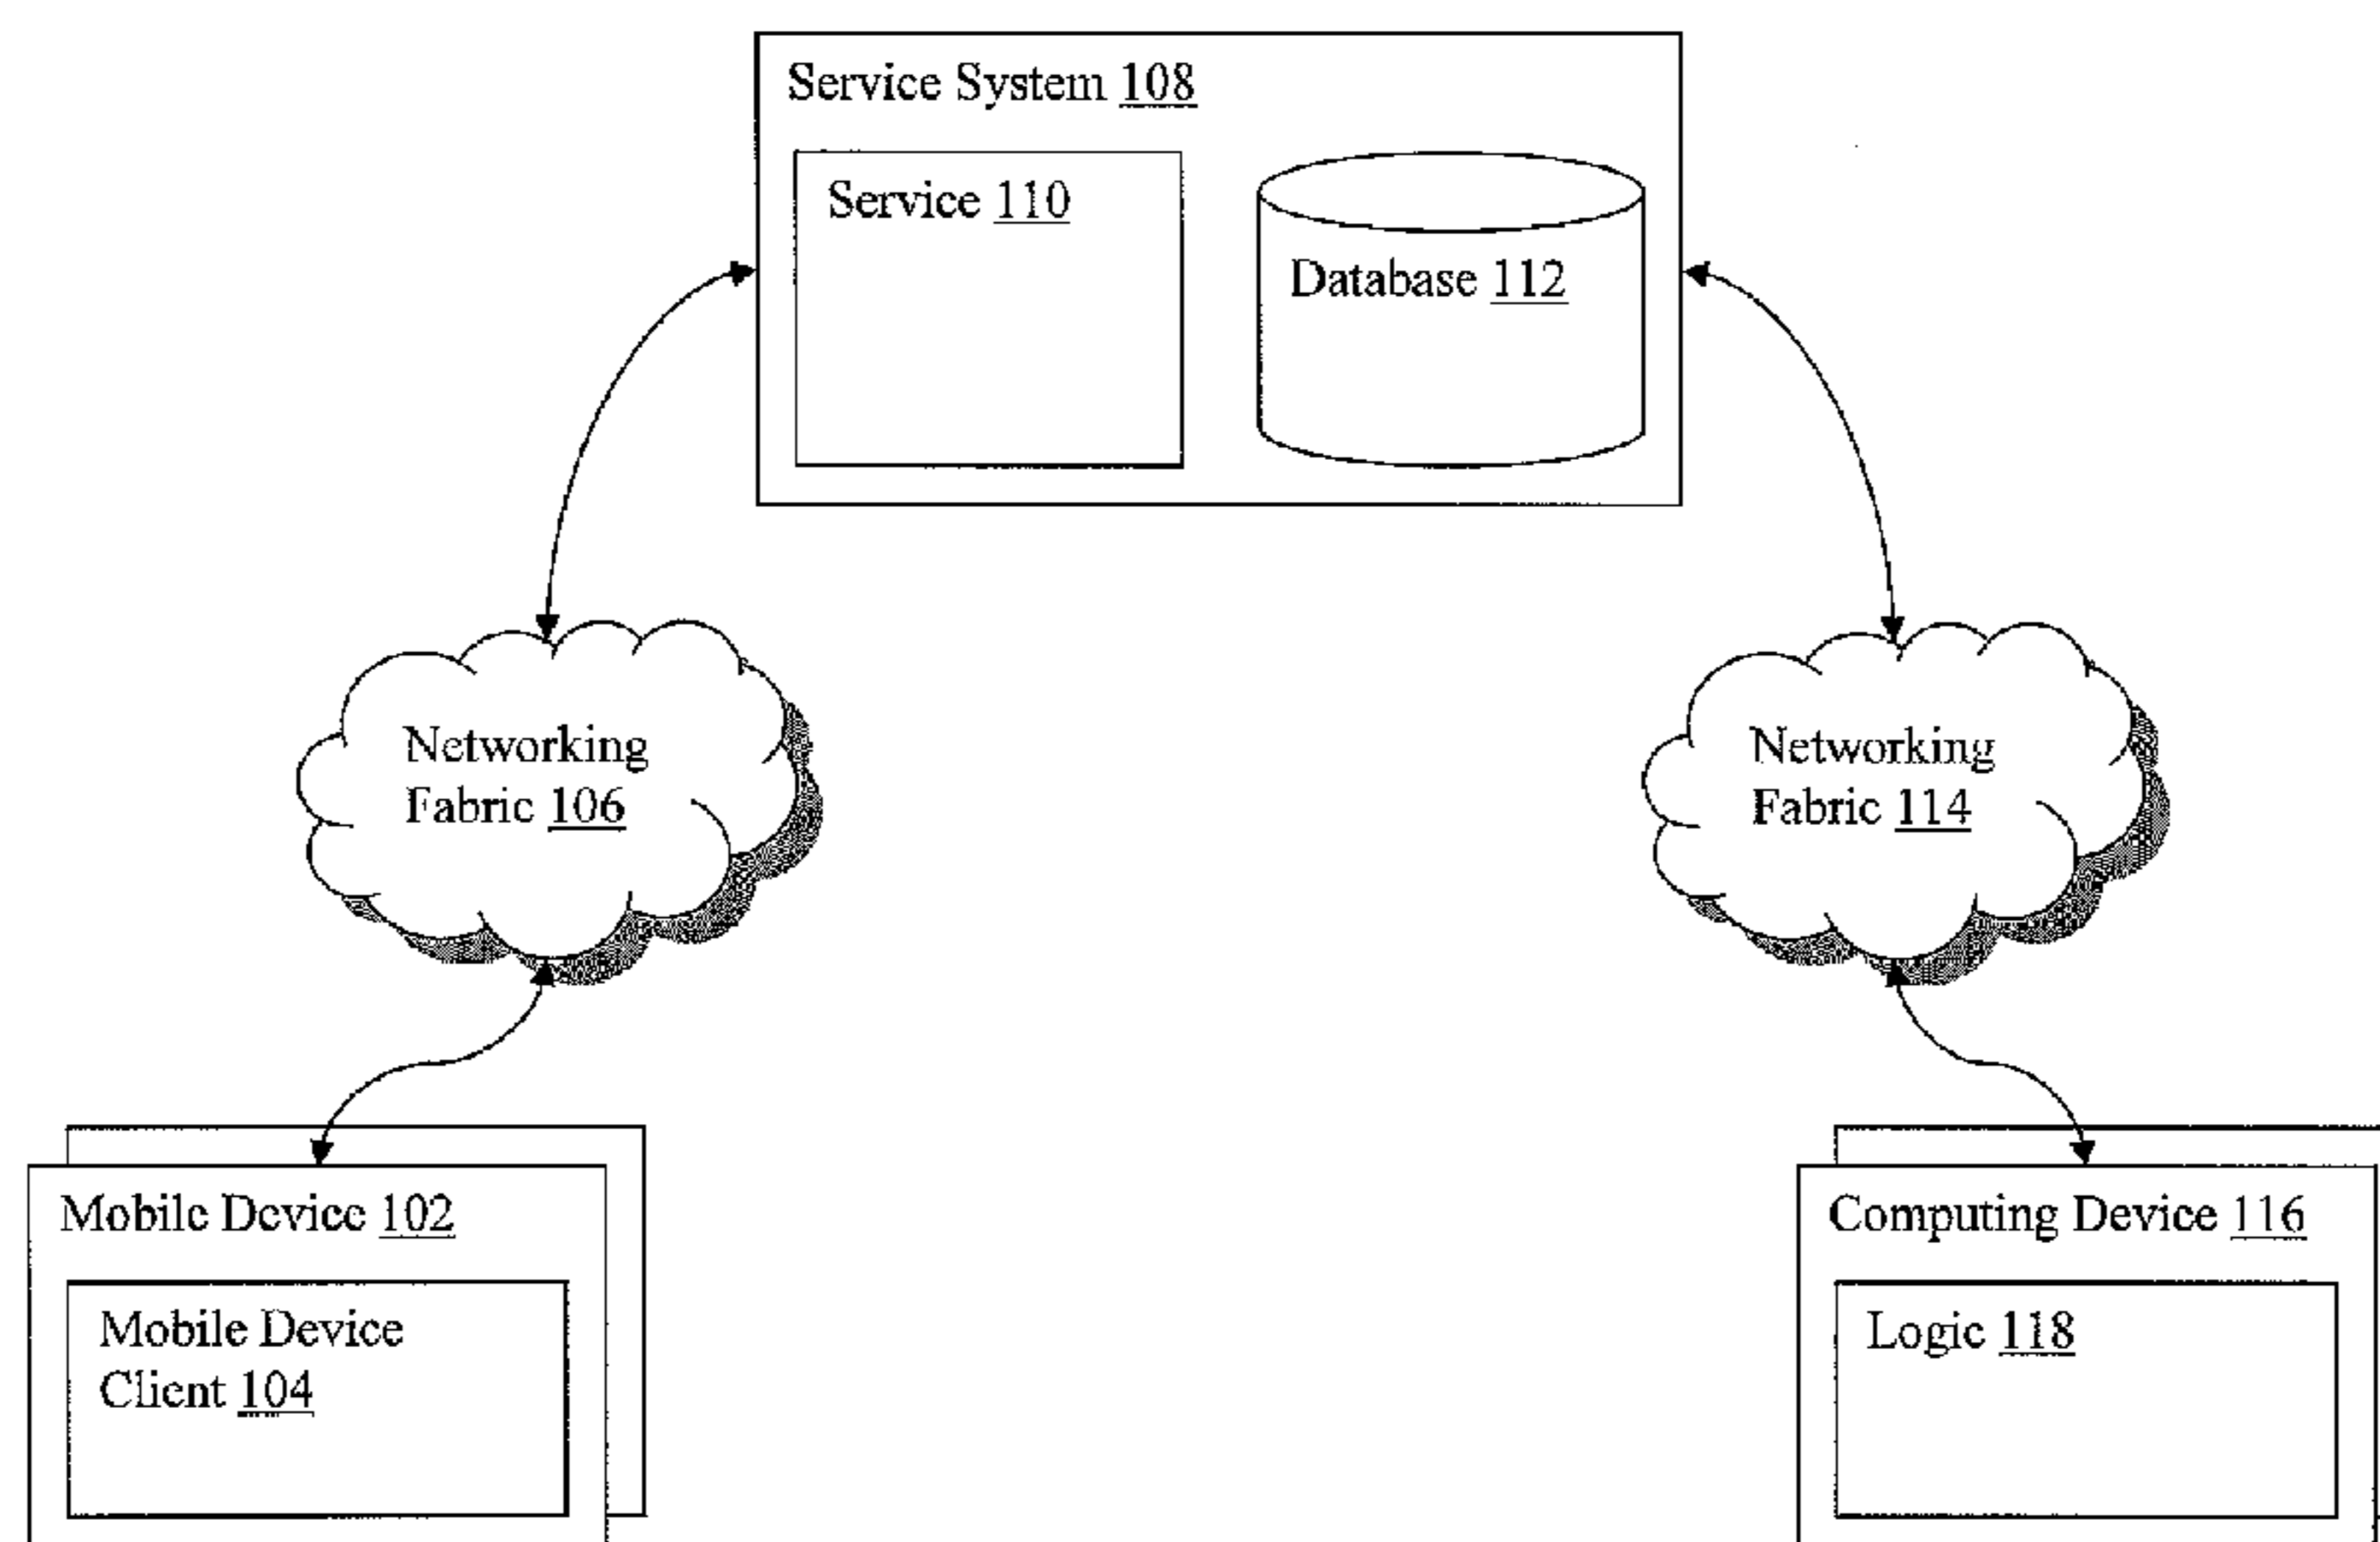 Service System 108
Service 110
Database 112
Networking
Fabric 106
Networking
Fabric 114
Mobile Device 102
Mobile Device
Client 104
Computing Device 116
Logic 118